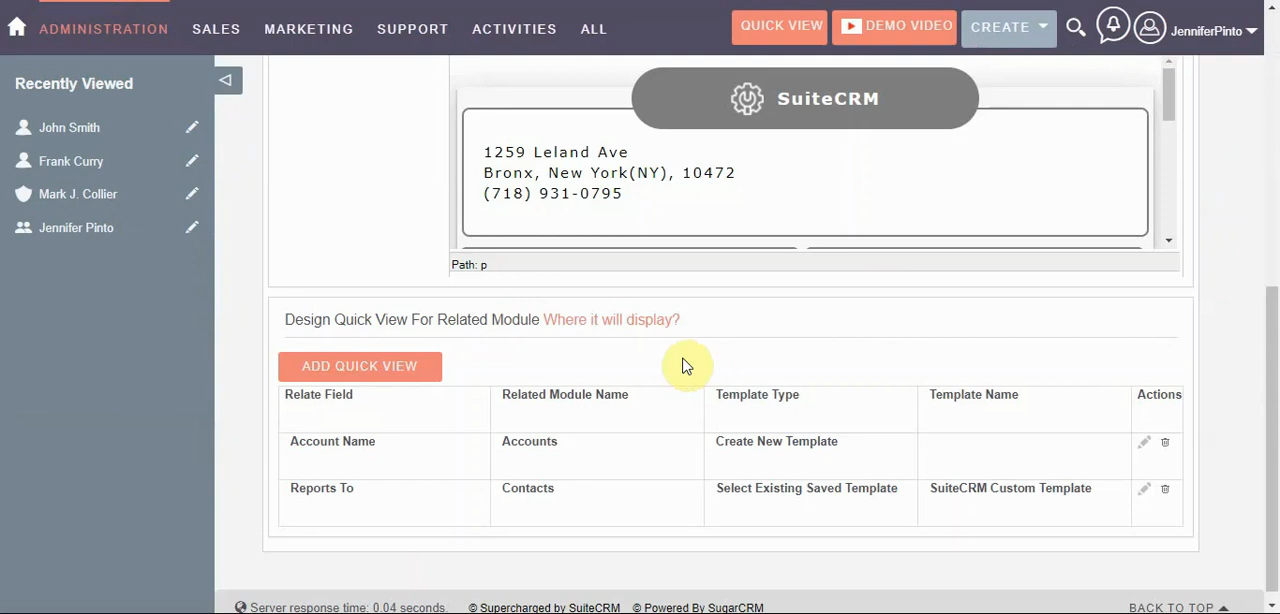 ADMINISTRATION SALES MARKETING SUPPORT ACTIVITIES ALL QUICK VIEW DEMO VIDEO CREATE JenniferPinto
Recently Viewed
John Smith
Frank Curry
Mark J. Collier
Jennifer Pinto
SuiteCRM
1259 Leland Ave
Bronx, New York(NY), 10472
(718) 931-0795
Path: p
Design Quick View For Related Module Where it will display?
ADD QUICK VIEW
Relate Field Related Module Name Template Type Template Name Actions
Account Name Accounts Create New Template
Reports To Contacts Select Existing Saved Template SuiteCRM Custom Template
Server response time: 0.04 seconds. © Supercharged by SuiteCRM © Powered By SugarCRM BACK TO TOP